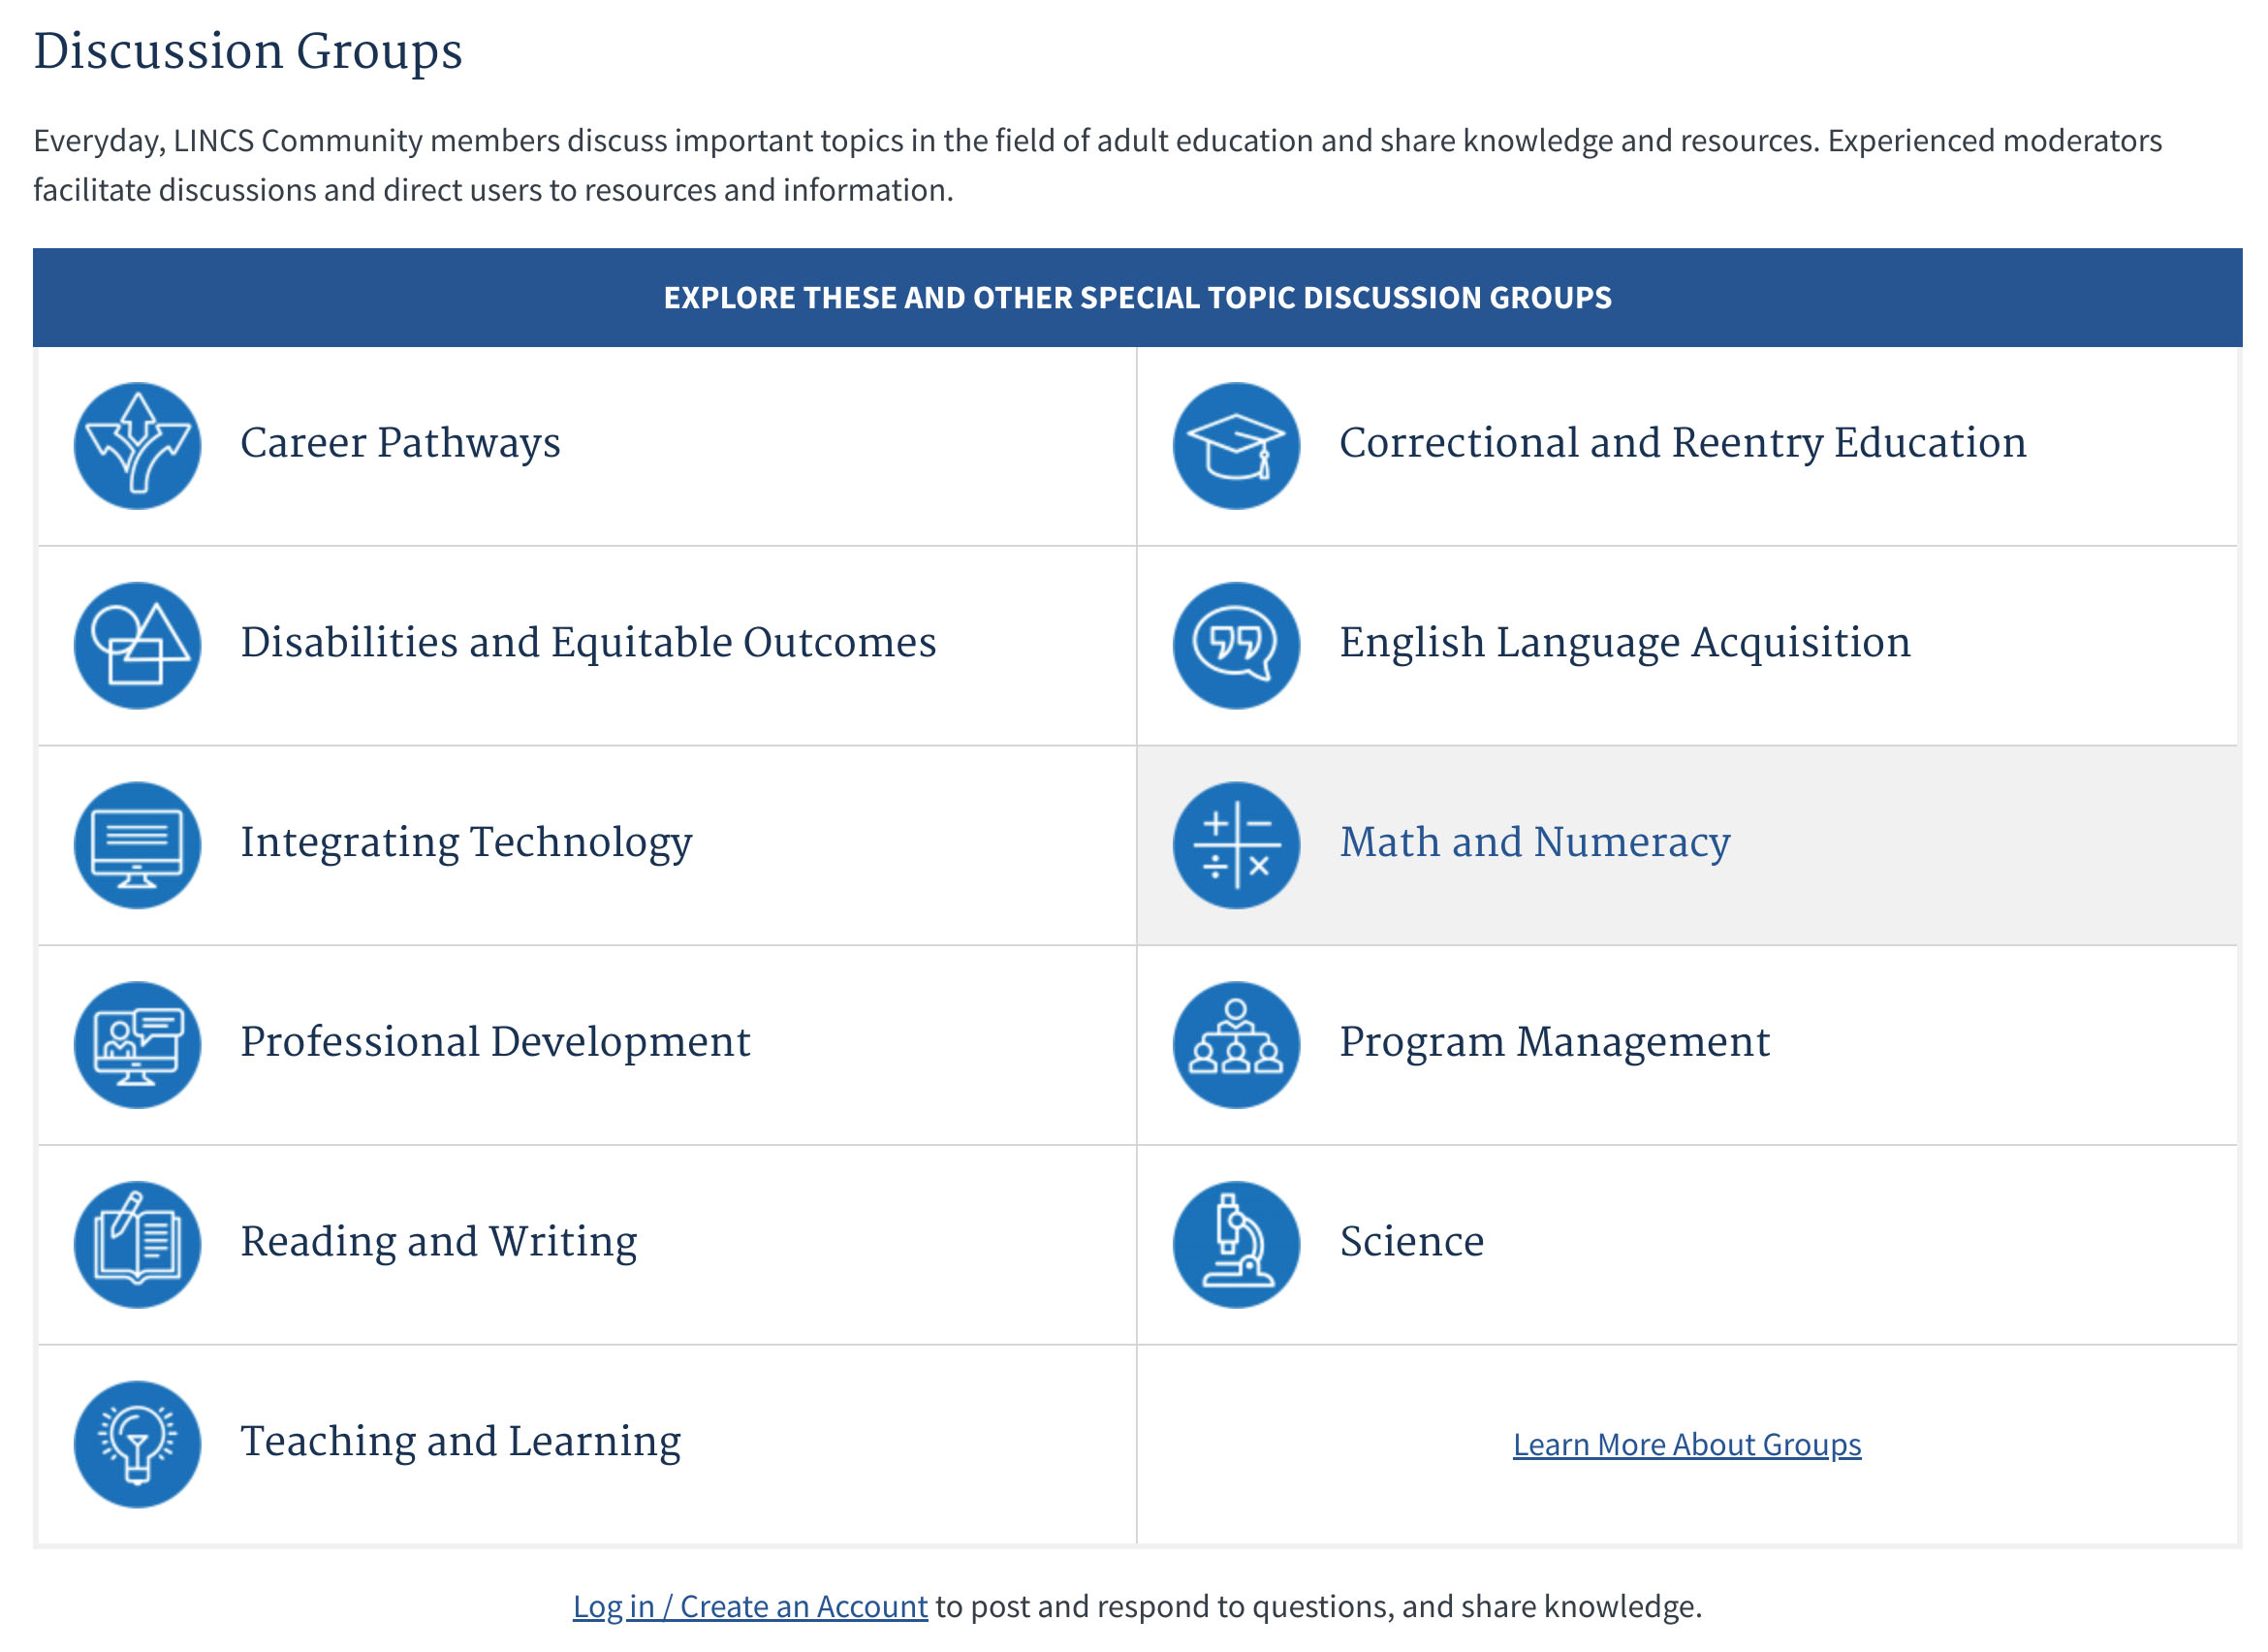 Discussion Groups
Everyday, LINCS Community members discuss important topics in the field of adult education and share knowledge and resources. Experienced moderators
facilitate discussions and direct users to resources and information.
EXPLORE THESE AND OTHER SPECIAL TOPIC DISCUSSION GROUPS
Career Pathways
Correctional and Reentry Education
Disabilities and Equitable Outcomes
English Language Acquisition
Integrating Technology
Math and Numeracy
Professional Development
Program Management
Reading and Writing
Science
Teaching and Learning
Learn More About Groups
Log in / Create an Account to post and respond to questions, and share knowledge.